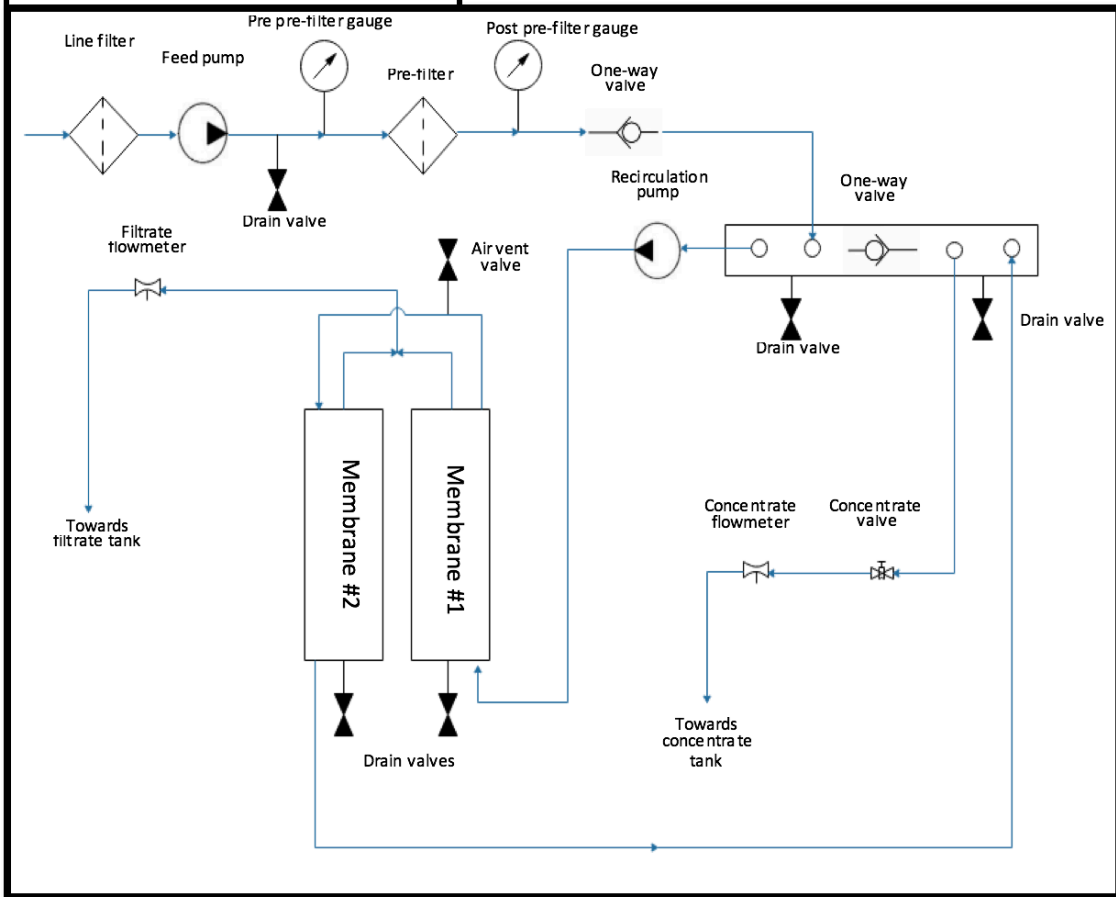 Pre pre-filter gauge
Line filter
Feed pump
Post pre-filter gauge
Pre-filter
One-way
valve
Drain valve
Recirculation
pump
One-way
valve
Filtrate
flowmeter
Air vent
valve
Drain valve
Drain valve
Membrane #2
Membrane #1
Towards
filtrate tank
Concentrate
flowmeter
Concentrate
valve
Towards
concentrate
tank
Drain valves